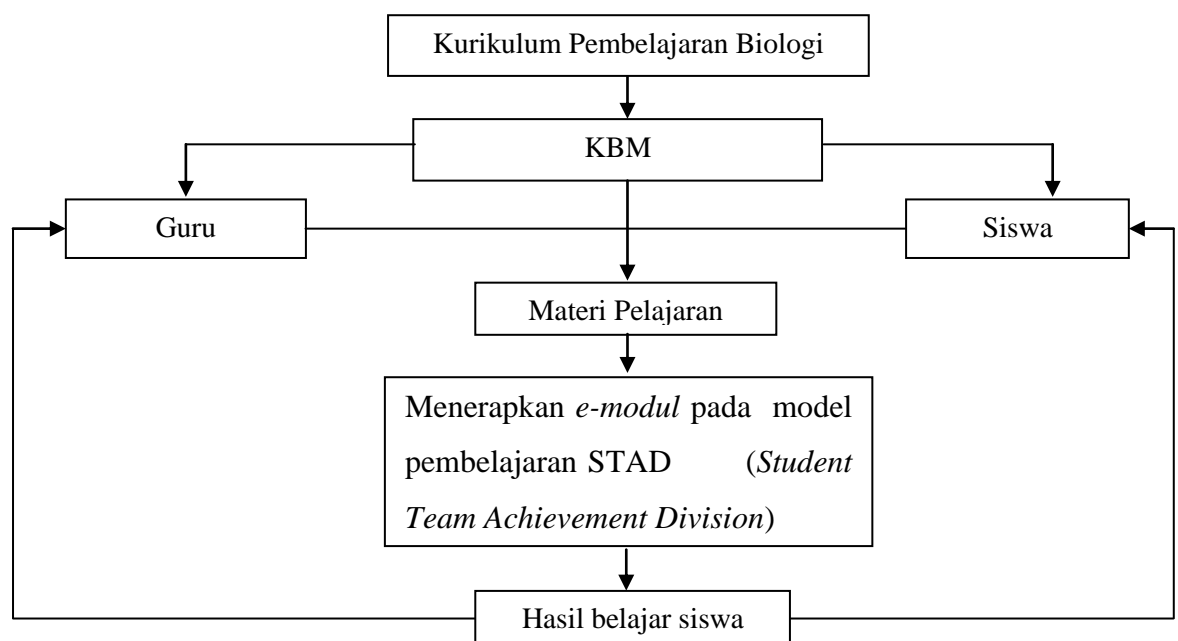 Kurikulum Pembelajaran Biologi
KBM
Guru
Siswa
Materi Pelajaran
Menerapkan e-modul pada model
pembelajaran STAD (Student
Team Achievement Division)
Hasil belajar siswa